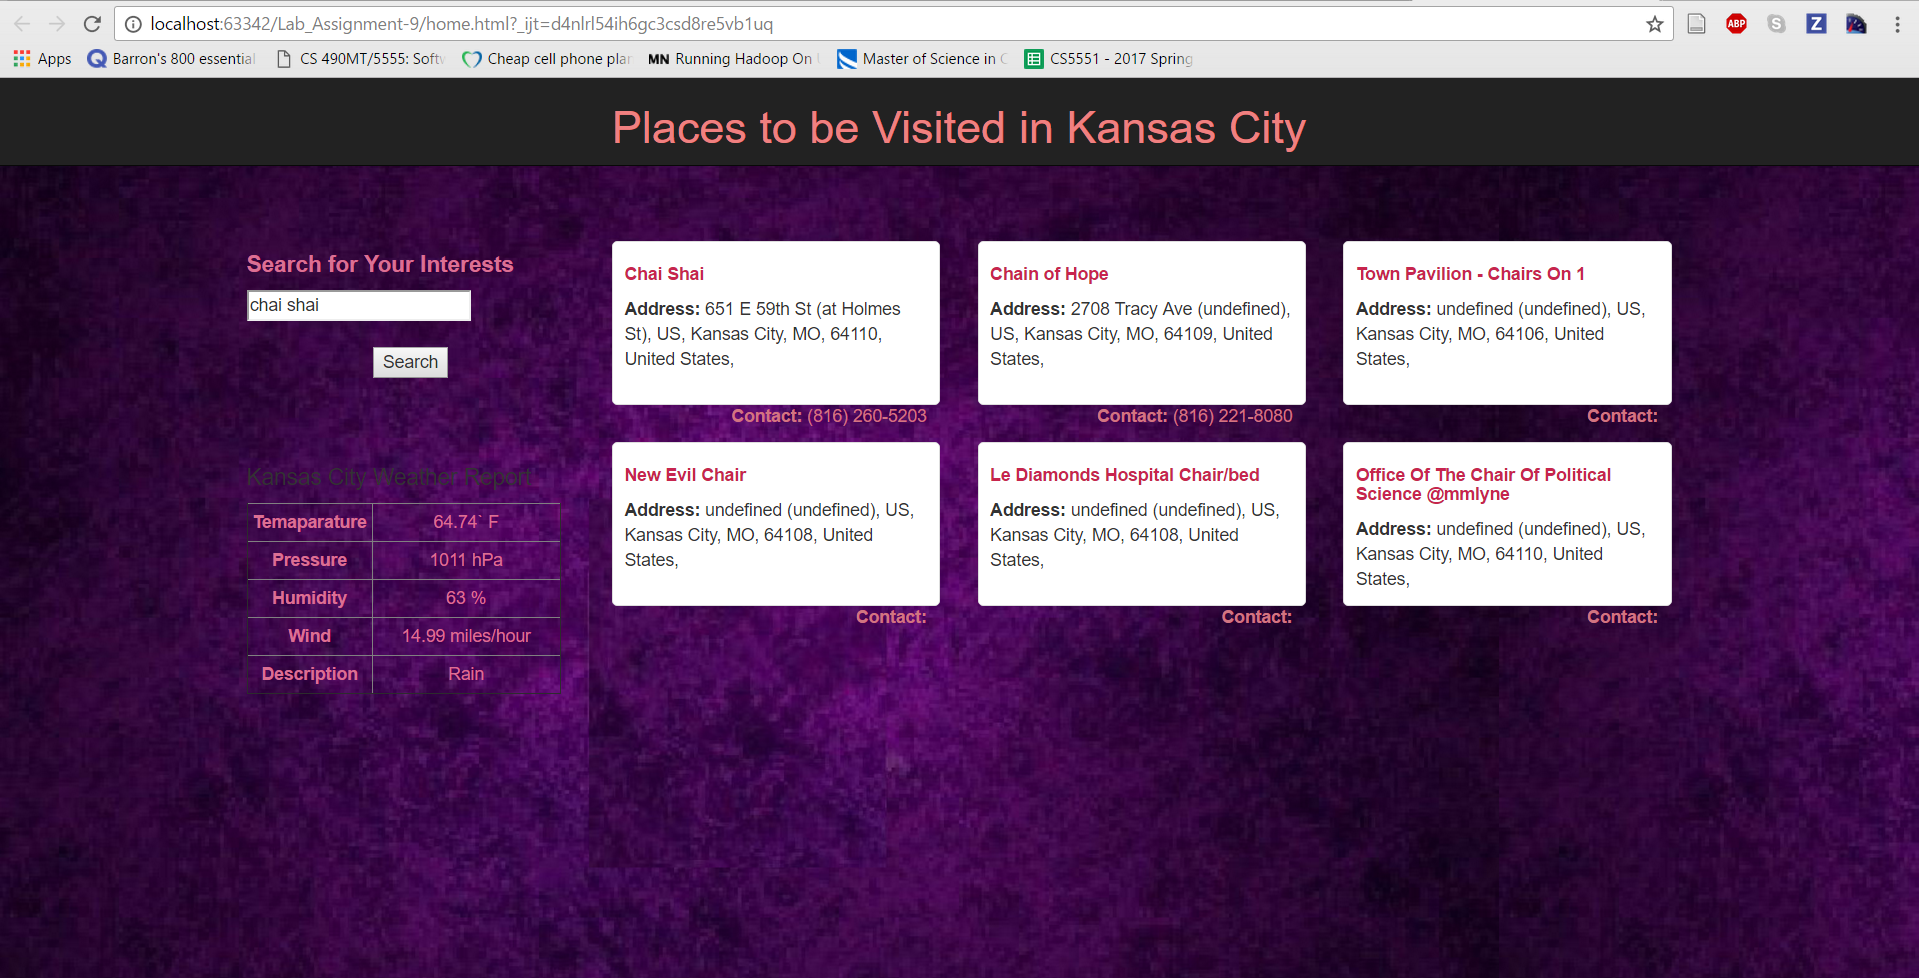 localhost:63342/Lab_Assignment-9/home.html?_ijt=d4nlrl54ih6gc3csd8re5vb1uq
ABP
S
Z
Apps
Barron's 800 essential
CS 490MT/5555: Softw
Cheap cell phone plan
MN Running Hadoop On
Master of Science in C
CS5551 - 2017 Spring
Places to be Visited in Kansas City
Search for Your Interests
chai shai
Search
Kansas City Weather Report!
Temaparature 64.74` F
Pressure 1011 hPa
Humidity 63 %
Wind 14.99 miles/hour
Description Rain
Chai Shai
Address: 651 E 59th St (at Holmes
St), US, Kansas City, MO, 64110,
United States,
Contact: (816) 260-5203
Chain of Hope
Address: 2708 Tracy Ave (undefined),
US, Kansas City, MO, 64109, United
States,
Contact: (816) 221-8080
Town Pavilion - Chairs On 1
Address: undefined (undefined), US,
Kansas City, MO, 64106, United
States,
Contact:
New Evil Chair
Address: undefined (undefined), US,
Kansas City, MO, 64108, United
States,
Contact:
Le Diamonds Hospital Chair/bed
Address: undefined (undefined), US,
Kansas City, MO, 64108, United
States,
Contact:
Office Of The Chair Of Political
Science @mmlyne
Address: undefined (undefined), US,
Kansas City, MO, 64110, United
States,
Contact: